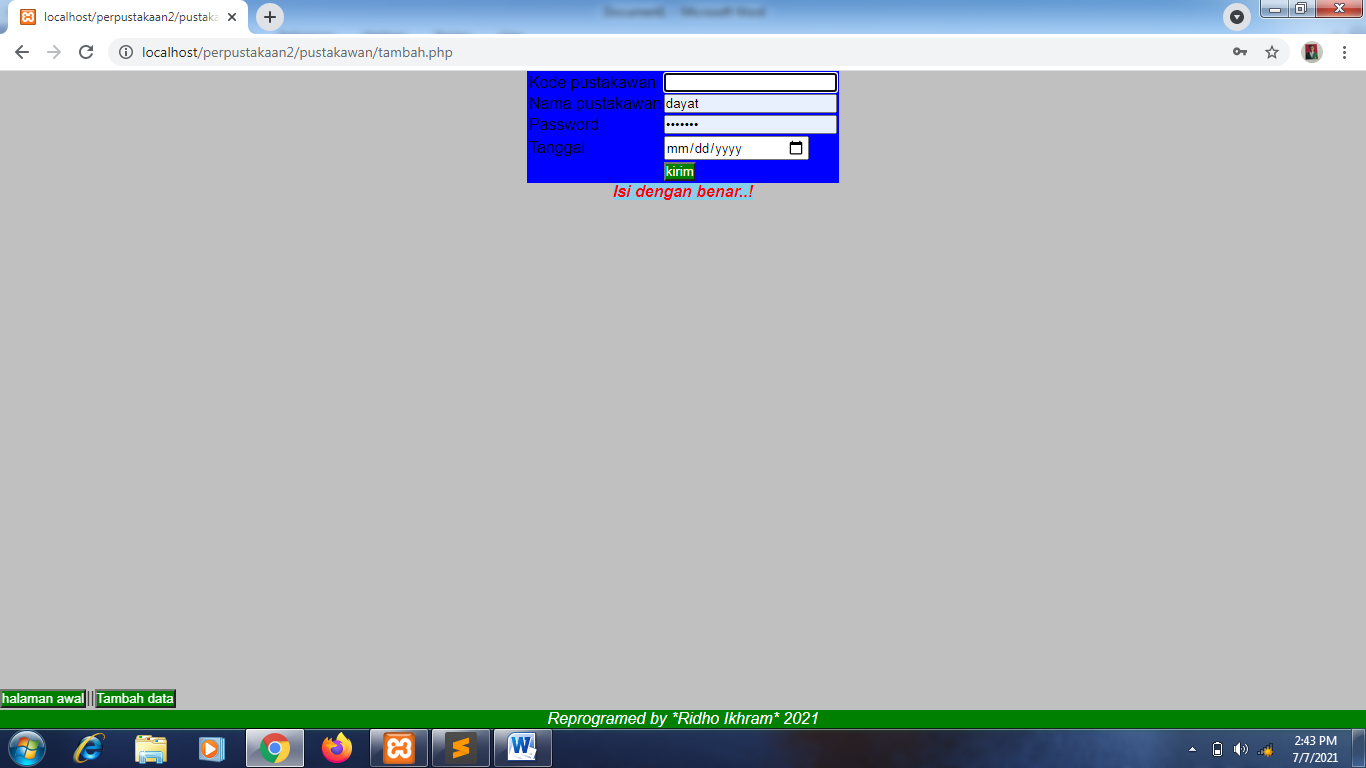 localhost/perpustakaan2/pustaka
localhost/perpustakaan2/pustakawan/tambah.php
Kode pustakawan
Nama pustakawan dayat
Password •••••••
Tanggal mm/dd/yyyy
kirim
Isi dengan benar..!
halaman awal||Tambah data
Reprogramed by *Ridho Ikhram* 2021
2:43 PM
7/7/2021